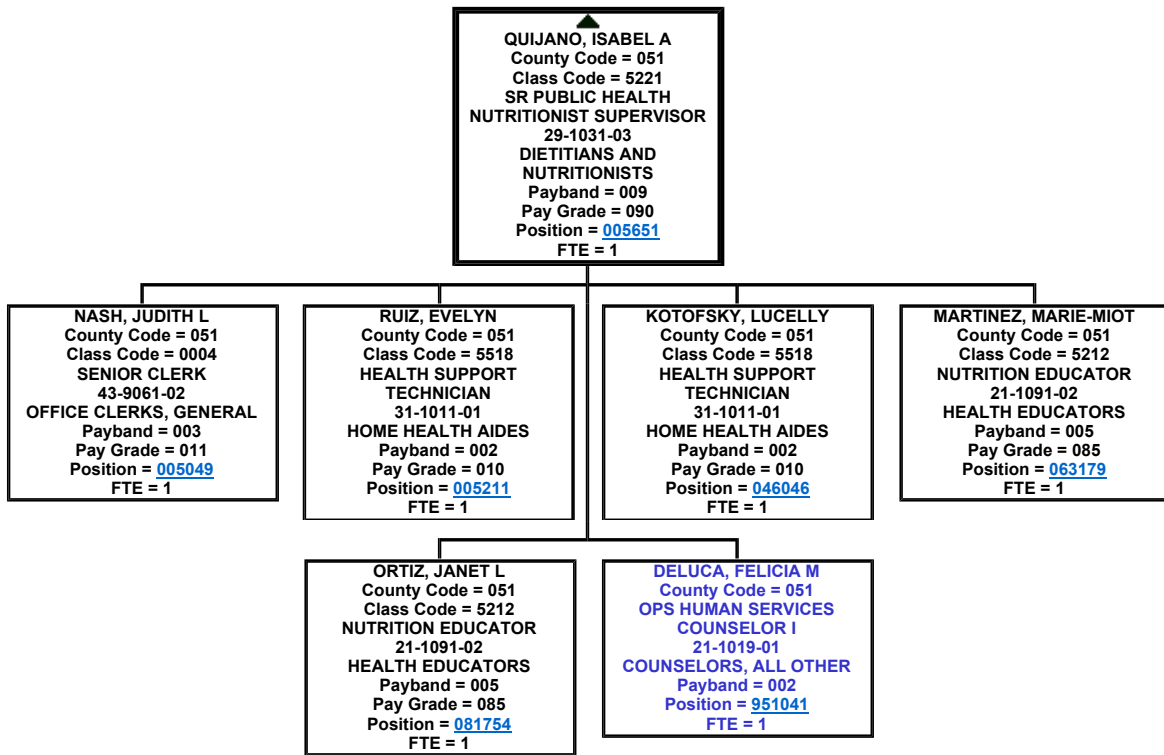 QUIJANO, ISABEL A
County Code = 051
Class Code = 5221
SR PUBLIC HEALTH
NUTRITIONIST SUPERVISOR
29-1031-03
DIETITIANS AND
NUTRITIONISTS
Payband = 009
Pay Grade = 090
Position = 005651
FTE = 1
NASH, JUDITH L
County Code = 051
Class Code = 0004
SENIOR CLERK
43-9061-02
OFFICE CLERKS, GENERAL
Payband = 003
Pay Grade = 011
Position = 005049
FTE = 1
RUIZ, EVELYN
County Code = 051
Class Code = 5518
HEALTH SUPPORT
TECHNICIAN
31-1011-01
HOME HEALTH AIDES
Payband = 002
Pay Grade = 010
Position = 005211
FTE = 1
KOTOFSKY, LUCELLY
County Code = 051
Class Code = 5518
HEALTH SUPPORT
TECHNICIAN
31-1011-01
HOME HEALTH AIDES
Payband = 002
Pay Grade = 010
Position = 046046
FTE = 1
MARTINEZ, MARIE-MIOT
County Code = 051
Class Code = 5212
NUTRITION EDUCATOR
21-1091-02
HEALTH EDUCATORS
Payband = 005
Pay Grade = 085
Position = 063179
FTE = 1
ORTIZ, JANET L
County Code = 051
Class Code = 5212
NUTRITION EDUCATOR
21-1091-02
HEALTH EDUCATORS
Payband = 005
Pay Grade = 085
Position = 081754
FTE = 1
DELUCA, FELICIA M
County Code = 051
OPS HUMAN SERVICES
COUNSELOR I
21-1019-01
COUNSELORS, ALL OTHER
Payband = 002
Position = 951041
FTE = 1